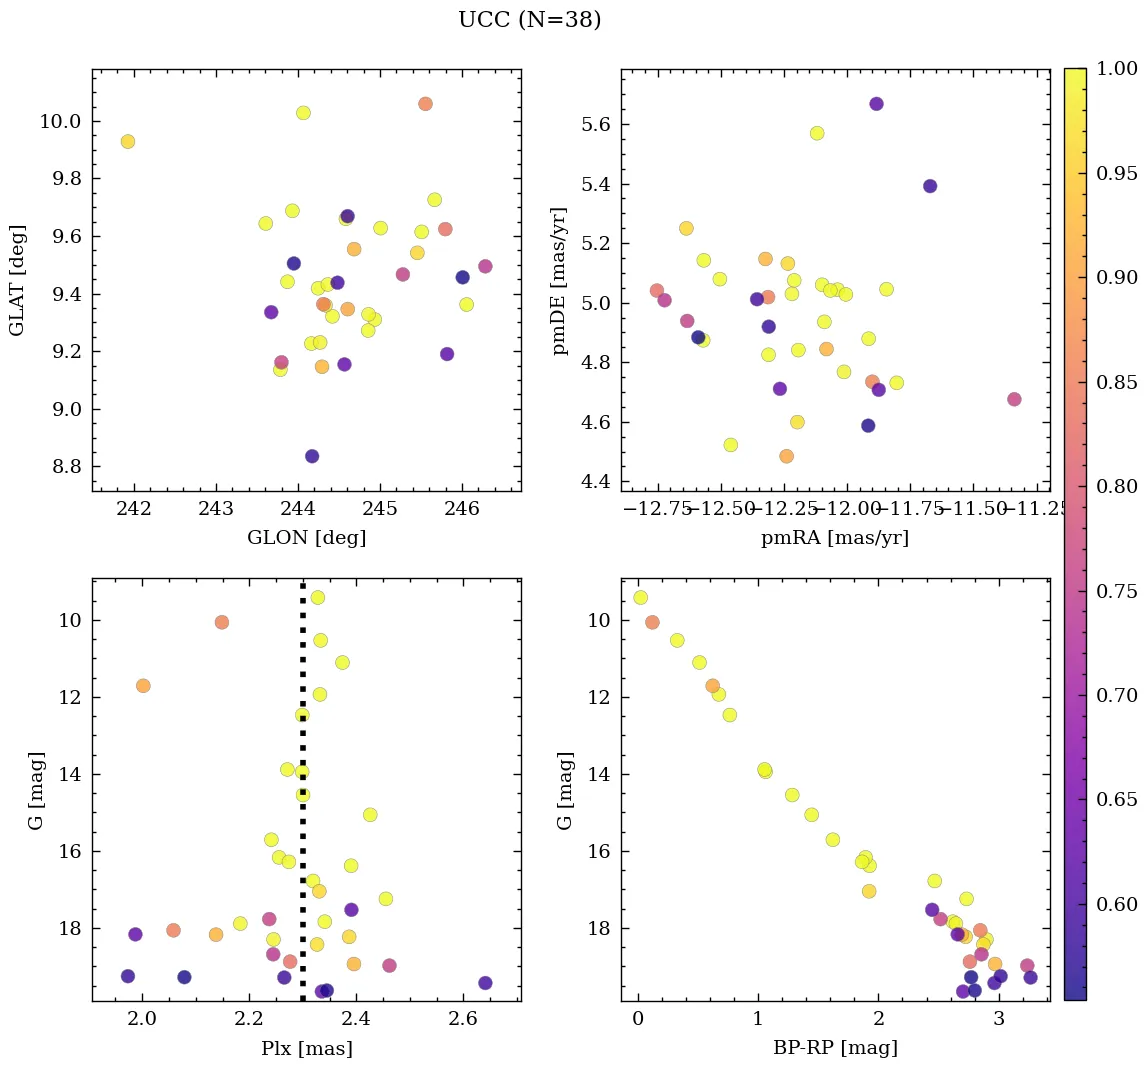 UCC (N=38)
10.0
9.8
9.6
9.4
9.2
9.0
8.8
GLAT [deg]
242 243 244 245 246
GLON [deg]
5.6
5.4
5.2
5.0
4.8
4.6
4.4
pmDE [mas/yr]
−12.75 −12.50 −12.25 −12.00 −11.75 −11.50 −11.25
pmRA [mas/yr]
1.00
0.95
0.90
0.85
0.80
0.75
0.70
0.65
0.60
10
12
14
16
18
G [mag]
2.0 2.2 2.4 2.6
Plx [mas]
10
12
14
16
18
G [mag]
0 1 2 3
BP-RP [mag]